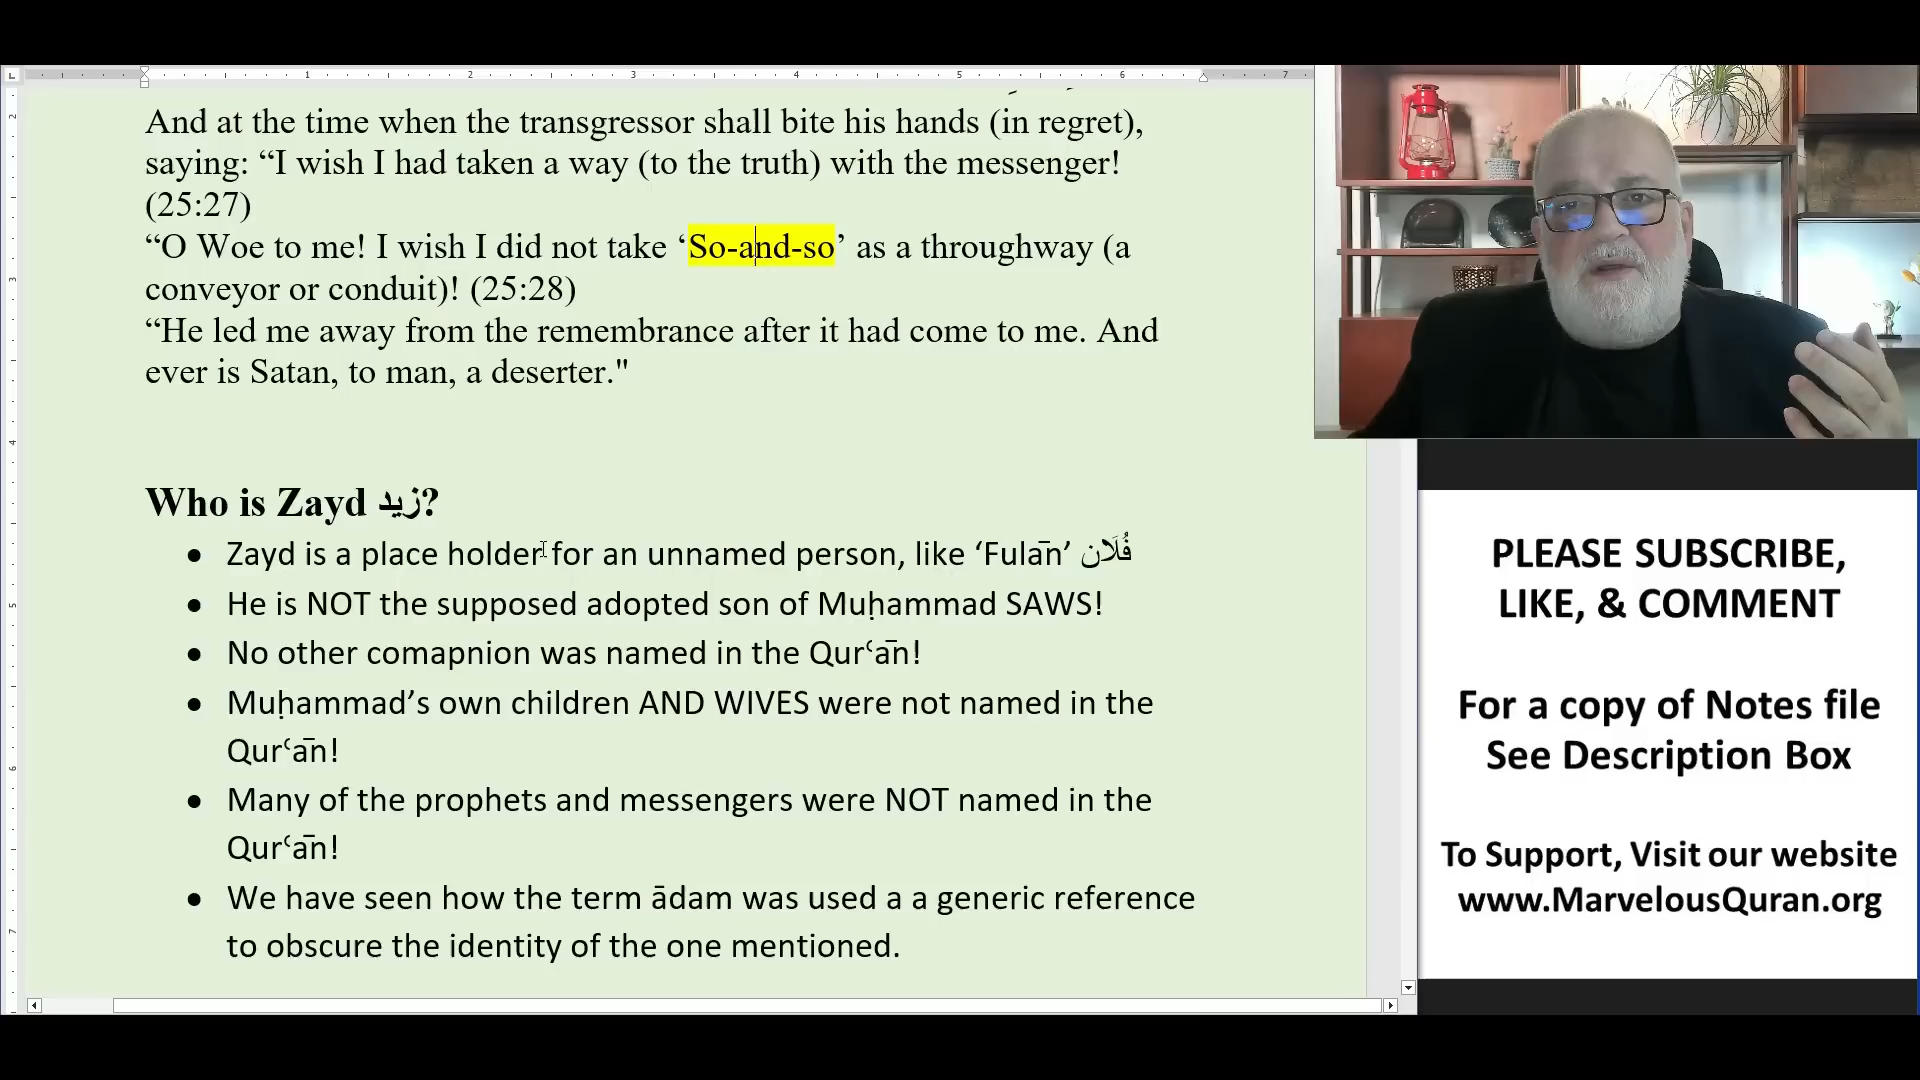 And at the time when the transgressor shall bite his hands (in regret),
saying: “I wish I had taken a way (to the truth) with the messenger!
(25:27)
“O Woe to me! I wish I did not take ‘So-and-so’ as a throughway (a
conveyor or conduit)! (25:28)
“He led me away from the remembrance after it had come to me. And
ever is Satan, to man, a deserter."
Who is Zayd زيد?
• Zayd is a place holder for an unnamed person, like ‘Fulān’ فُلَان
• He is NOT the supposed adopted son of Muḥammad SAWS!
• No other comapnion was named in the Qurʿān!
• Muḥammad’s own children AND WIVES were not named in the
Qurʿān!
• Many of the prophets and messengers were NOT named in the
Qurʿān!
• We have seen how the term ādam was used a a generic reference
to obscure the identity of the one mentioned.
PLEASE SUBSCRIBE,
LIKE, & COMMENT
For a copy of Notes file
See Description Box
To Support, Visit our website
www.MarvelousQuran.org